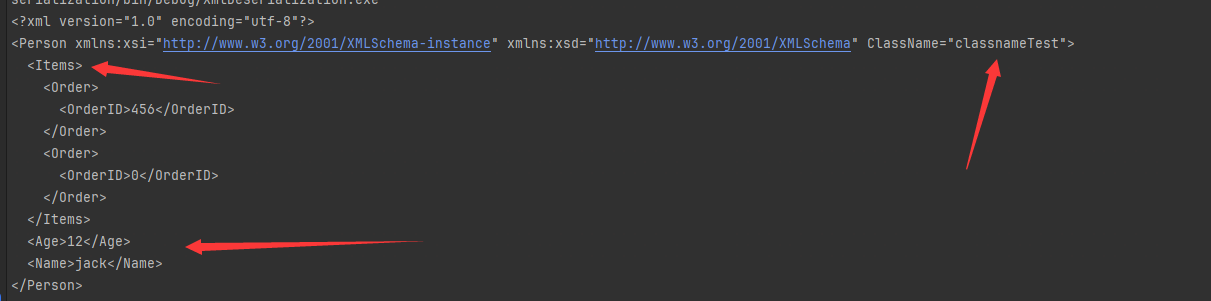 serialization/bin/Debug/XmlDeserialization.exe
<?xml version="1.0" encoding="utf-8"?>
<Person xmlns:xsi="http://www.w3.org/2001/XMLSchema-instance" xmlns:xsd="http://www.w3.org/2001/XMLSchema" ClassName="classnameTest">
  <Items>
    <Order>
      <OrderID>456</OrderID>
    </Order>
    <Order>
      <OrderID>0</OrderID>
    </Order>
  </Items>
  <Age>12</Age>
  <Name>jack</Name>
</Person>